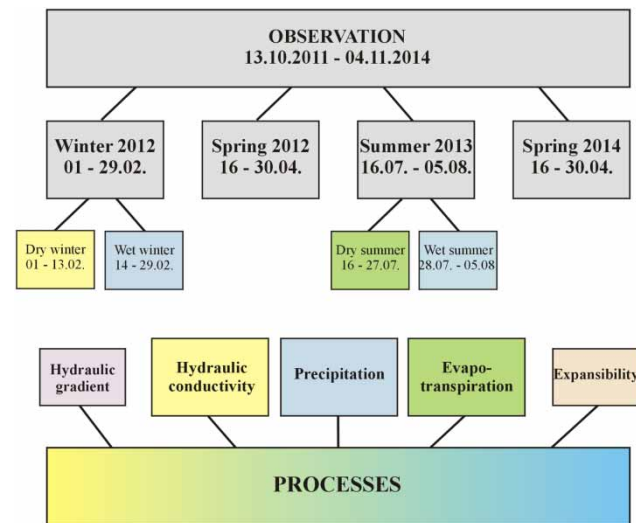 OBSERVATION
13.10.2011 - 04.11.2014
Winter 2012
01 - 29.02.
Spring 2012
16 - 30.04.
Summer 2013
16.07. - 05.08.
Spring 2014
16 - 30.04.
Dry winter
01 - 13.02.
Wet winter
14 - 29.02.
Dry summer
16 - 27.07.
Wet summer
28.07. - 05.08
Hydraulic
gradient
Hydraulic
conductivity
Precipitation
Evapo-
transpiration
Expansibility
PROCESSES